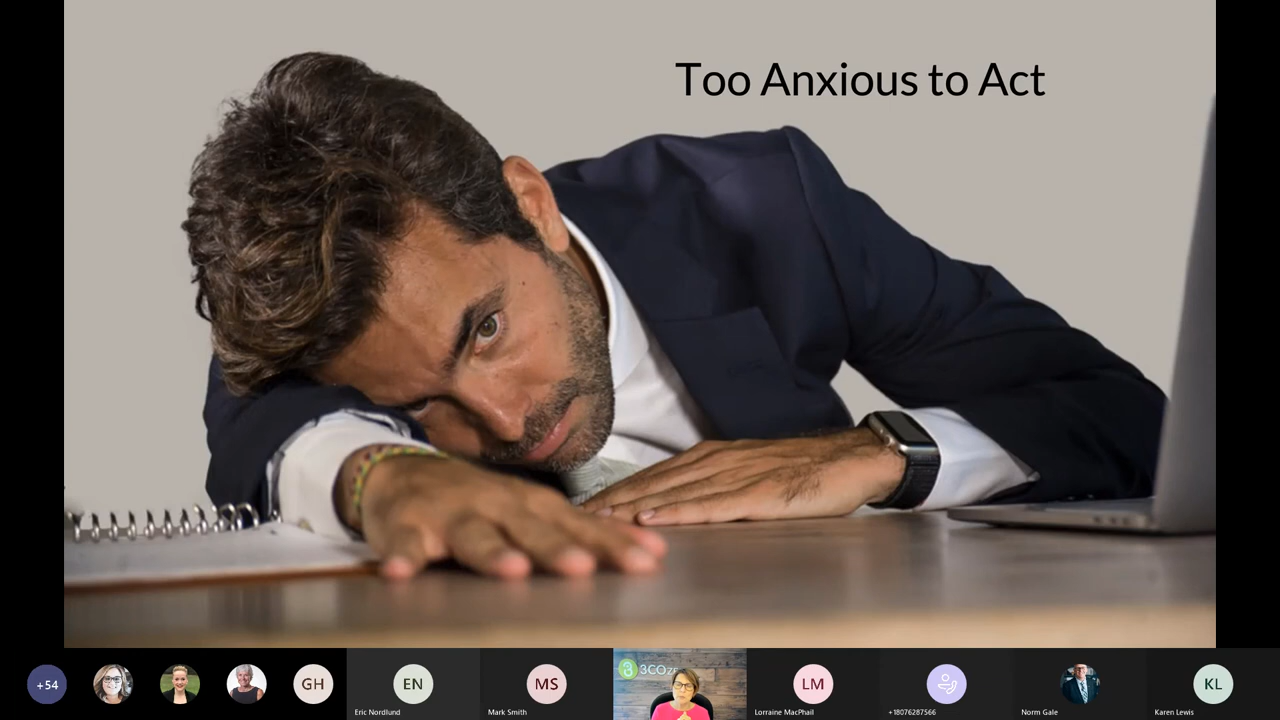 Too Anxious to Act
+54
GH
EN
Eric Nordlund
MS
Mark Smith
3CO
LM
Lorraine MacPhail
+18076287566
Norm Gale
KL
Karen Lewis